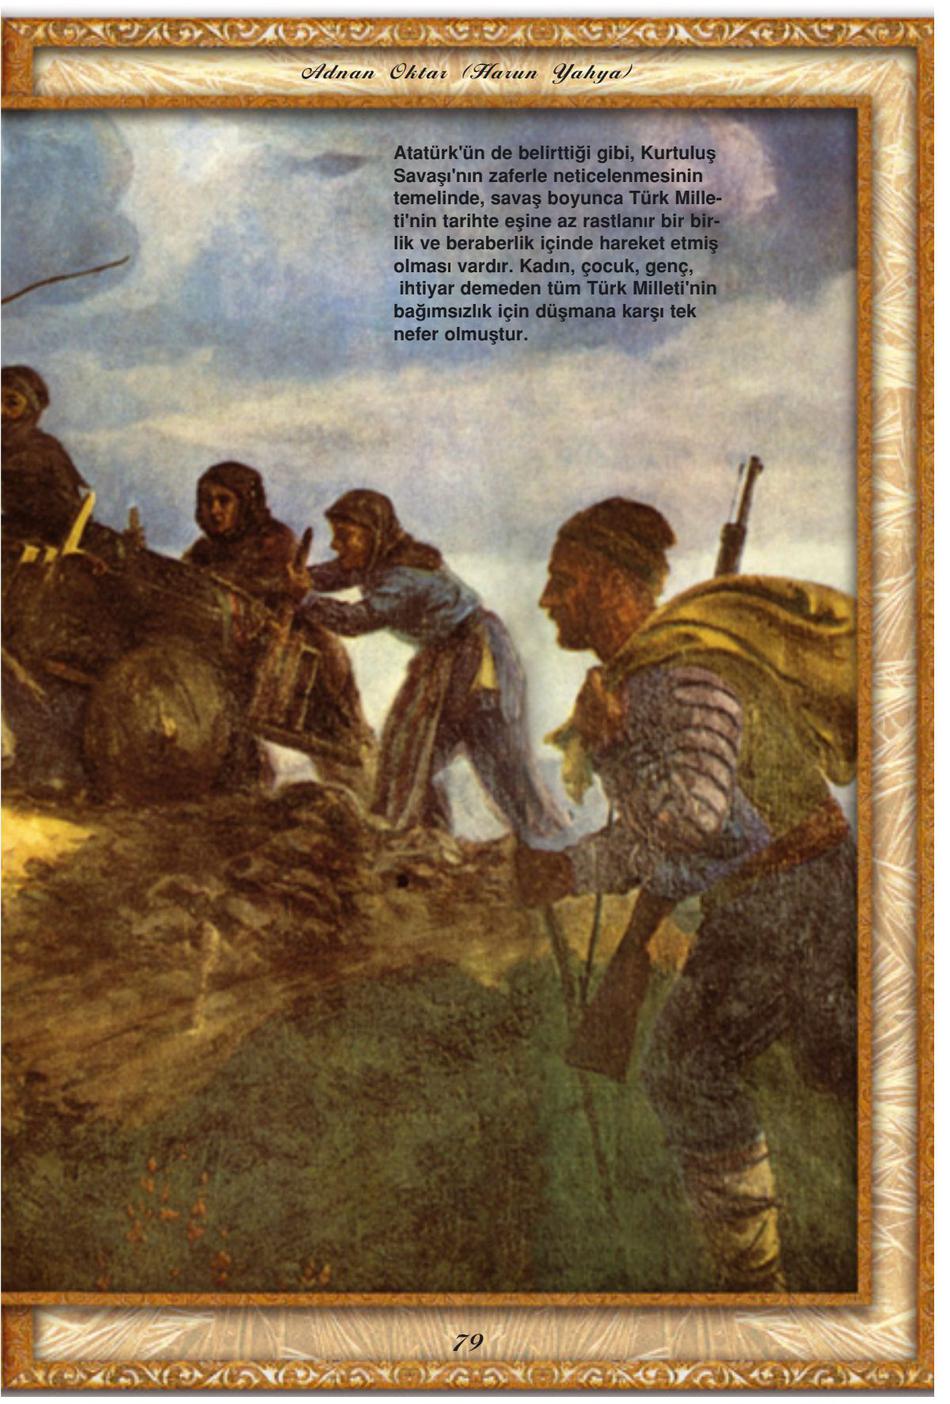 Adnan Oktar (Harun Yahya)
Atatürk'ün de belirttiği gibi, Kurtuluş
Savaşı'nın zaferle neticelenmesinin
temelinde, savaş boyunca Türk Mille-
ti'nin tarihte eşine az rastlanır bir bir-
lik ve beraberlik içinde hareket etmiş
olması vardır. Kadın, çocuk, genç,
ihtiyar demeden tüm Türk Milleti'nin
bağımsızlık için düşmana karşı tek
nefer olmuştur.
79